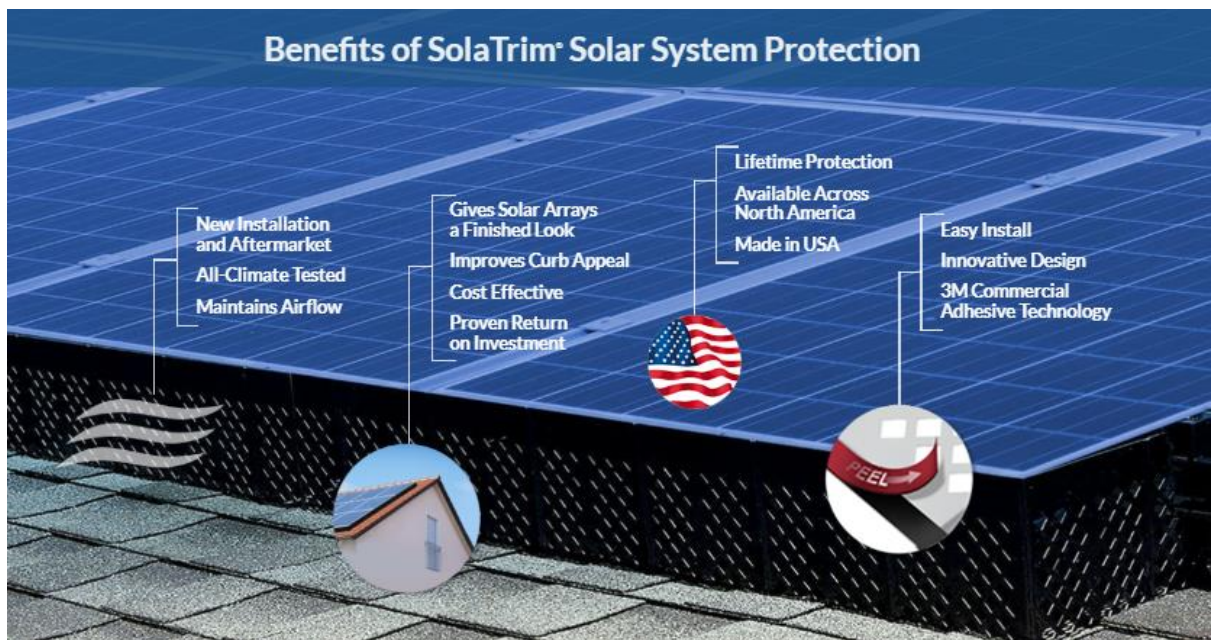 Benefits of SolaTrim® Solar System Protection
New Installation
and Aftermarket
All-Climate Tested
Maintains Airflow
Gives Solar Arrays
a Finished Look
Improves Curb Appeal
Cost Effective
Proven Return
on Investment
Lifetime Protection
Available Across
North America
Made in USA
Easy Install
Innovative Design
3M Commercial
Adhesive Technology
PEEL